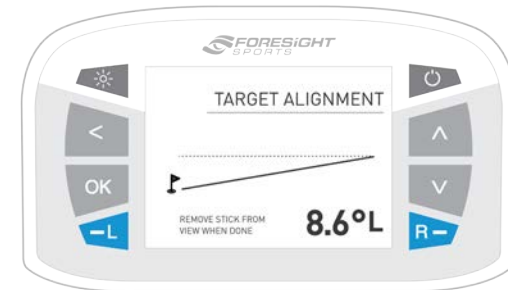 FORESiGHT
SPORTS
TARGET ALIGNMENT
<
OK
-L
REMOVE STICK FROM
VIEW WHEN DONE
8.6°L
R-